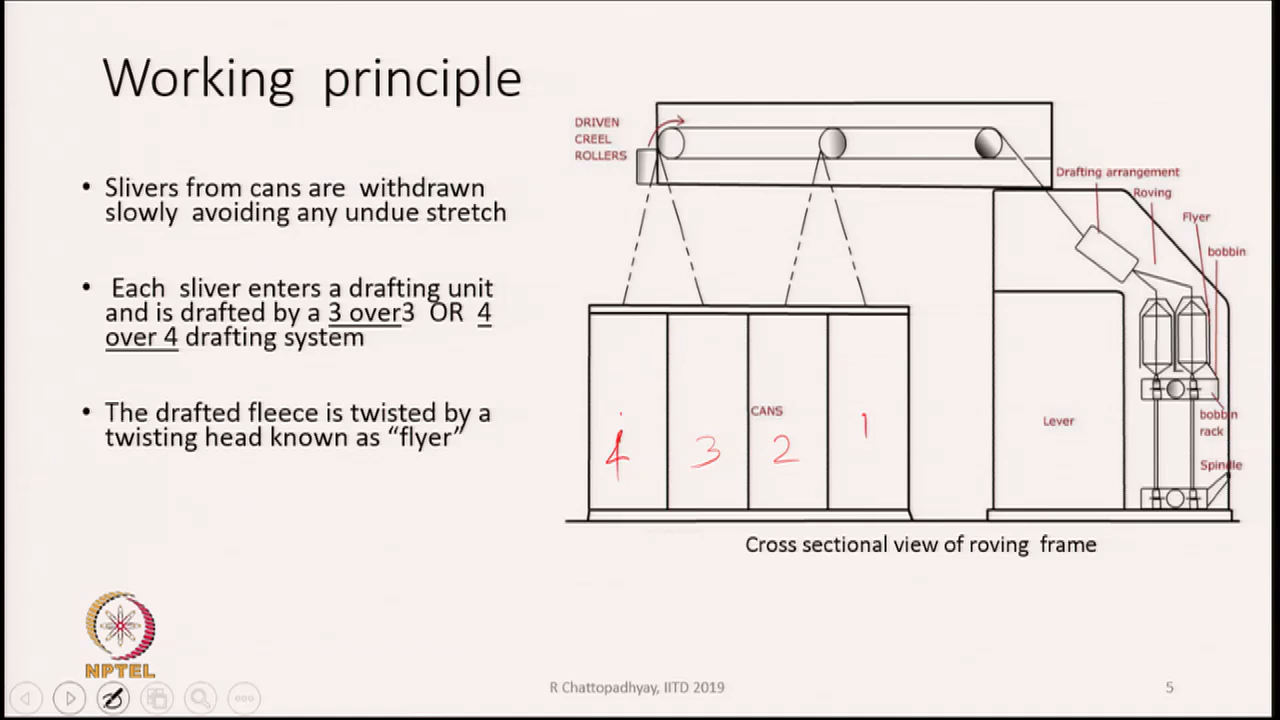 Working principle
• Slivers from cans are withdrawn
slowly avoiding any undue stretch
• Each sliver enters a drafting unit
and is drafted by a 3 over3 OR 4
over 4 drafting system
• The drafted fleece is twisted by a
twisting head known as “flyer”
DRIVEN
CREEL
ROLLERS
Drafting arrangement
Roving
Flyer
bobbin
CANS
4 3 2 1
Lever
bobbin
rack
Spindle
Cross sectional view of roving frame
NPTEL
R Chattopadhyay, IITD 2019
5